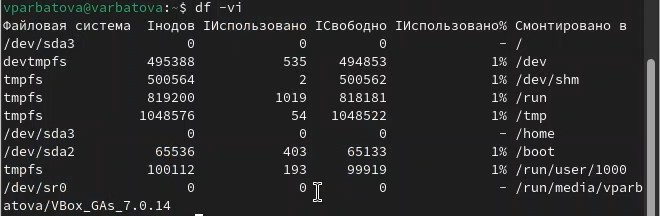 vparbatova@varbatova:~$ df -vi
Файловая система Iнодов IИспользовано IСвободно IИспользовано% Смонтировано в
/dev/sda3 0 0 0 - /
devtmpfs 495388 535 494853 1% /dev
tmpfs 500564 2 500562 1% /dev/shm
tmpfs 819200 1019 818181 1% /run
tmpfs 1048576 54 1048522 1% /tmp
/dev/sda3 0 0 0 - /home
/dev/sda2 65536 403 65133 1% /boot
tmpfs 100112 193 99919 1% /run/user/1000
/dev/sr0 0 0 0 - /run/media/vparb
atova/VBox_GAs_7.0.14